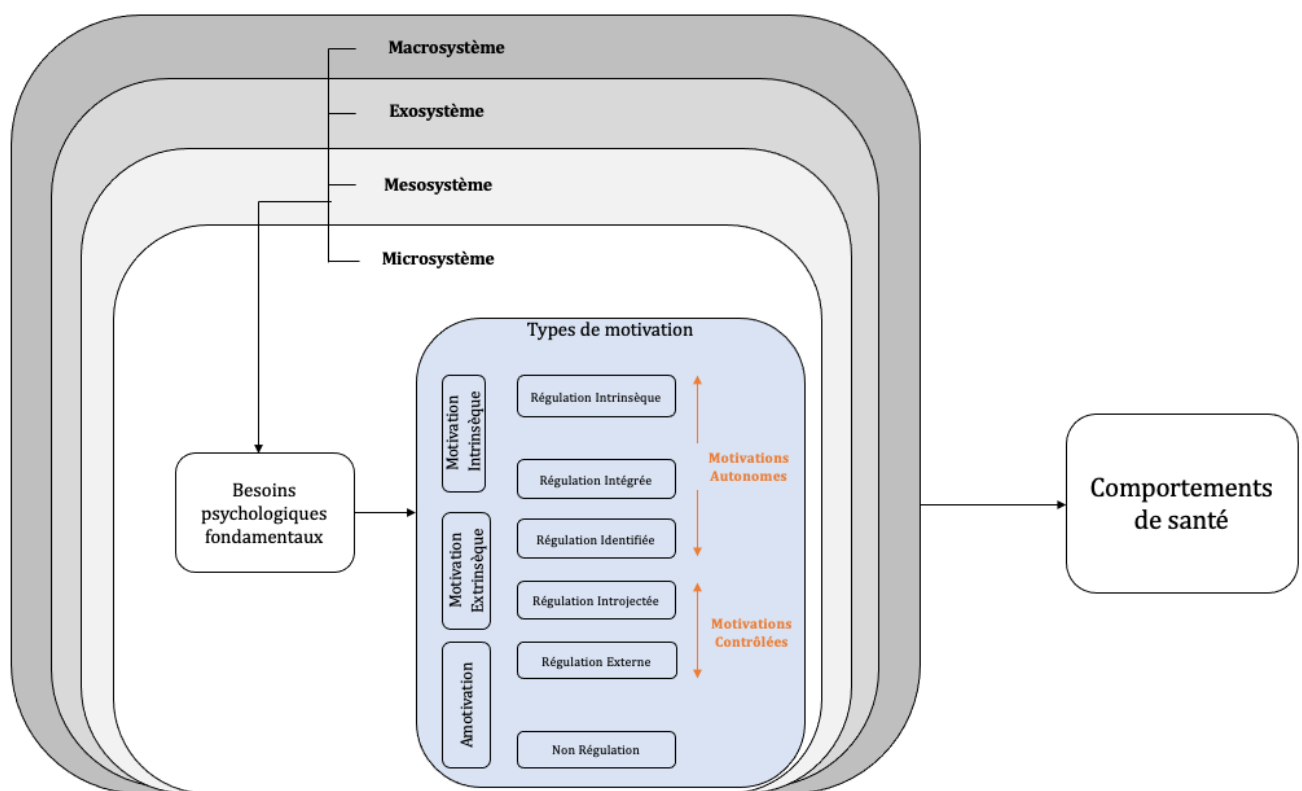 Macrosystème
Exosystème
Mesosystème
Microsystème
Types de motivation
Motivation
Intrinsèque
Régulation Intrinsèque
Motivations
Autonomes
Régulation Intégrée
Besoins
psychologiques
fondamentaux
Comportements
de santé
Motivation
Extrinsèque
Régulation Identifiée
Régulation Introjectée
Motivations
Contrôlées
Régulation Externe
Amotivation
Non Régulation